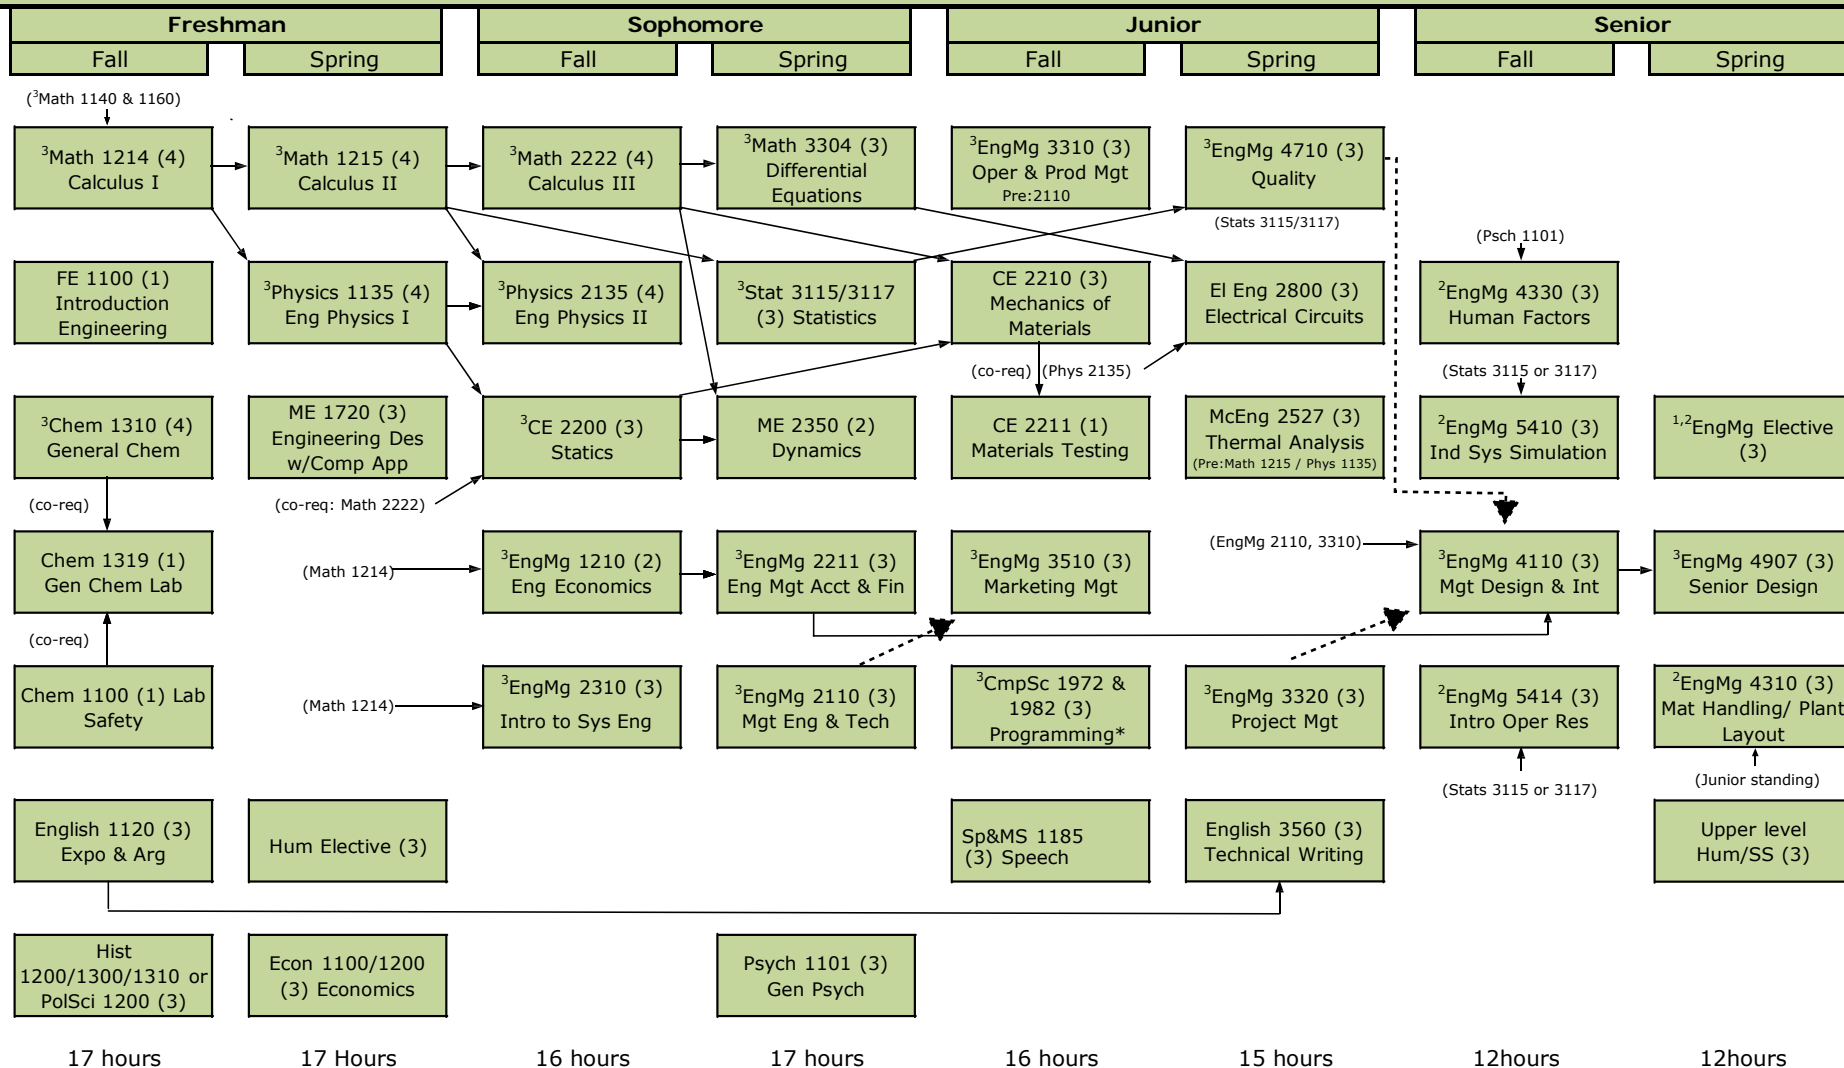 Freshman
Sophomore
Junior
Senior
Fall
Spring
Fall
Spring
Fall
Spring
Fall
Spring
(³Math 1140 & 1160)
³Math 1214 (4)
Calculus I
³Math 1215 (4)
Calculus II
³Math 2222 (4)
Calculus III
³Math 3304 (3)
Differential
Equations
³EngMg 3310 (3)
Oper & Prod Mgt
Pre:2110
³EngMg 4710 (3)
Quality
(Stats 3115/3117)
(Psch 1101)
FE 1100 (1)
Introduction
Engineering
³Physics 1135 (4)
Eng Physics I
³Physics 2135 (4)
Eng Physics II
³Stat 3115/3117
(3) Statistics
CE 2210 (3)
Mechanics of
Materials
El Eng 2800 (3)
Electrical Circuits
²EngMg 4330 (3)
Human Factors
(co-req)
(Phys 2135)
(Stats 3115 or 3117)
³Chem 1310 (4)
General Chem
ME 1720 (3)
Engineering Des
w/Comp App
³CE 2200 (3)
Statics
ME 2350 (2)
Dynamics
CE 2211 (1)
Materials Testing
McEng 2527 (3)
Thermal Analysis
(Pre:Math 1215 / Phys 1135)
²EngMg 5410 (3)
Ind Sys Simulation
¹,²EngMg Elective
(3)
(co-req)
(co-req: Math 2222)
Chem 1319 (1)
Gen Chem Lab
(Math 1214)
³EngMg 1210 (2)
Eng Economics
³EngMg 2211 (3)
Eng Mgt Acct & Fin
³EngMg 3510 (3)
Marketing Mgt
(EngMg 2110, 3310)
³EngMg 4110 (3)
Mgt Design & Int
³EngMg 4907 (3)
Senior Design
(co-req)
Chem 1100 (1) Lab
Safety
(Math 1214)
³EngMg 2310 (3)
Intro to Sys Eng
³EngMg 2110 (3)
Mgt Eng & Tech
³CmpSc 1972 &
1982 (3)
Programming*
³EngMg 3320 (3)
Project Mgt
²EngMg 5414 (3)
Intro Oper Res
²EngMg 4310 (3)
Mat Handling/ Plant
Layout
(Stats 3115 or 3117)
(Junior standing)
English 1120 (3)
Expo & Arg
Hum Elective (3)
Sp&MS 1185
(3) Speech
English 3560 (3)
Technical Writing
Upper level
Hum/SS (3)
Hist
1200/1300/1310 or
PolSci 1200 (3)
Econ 1100/1200
(3) Economics
Psych 1101 (3)
Gen Psych
17 hours
17 Hours
16 hours
17 hours
16 hours
15 hours
12hours
12hours